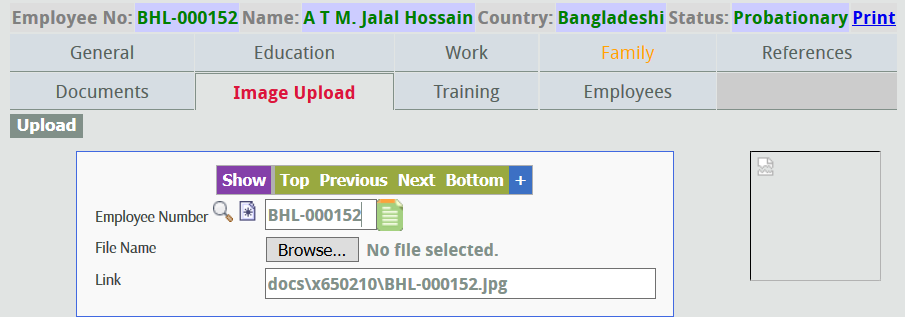 Employee No: BHL-000152 Name: A T M. Jalal Hossain Country: Bangladeshi Status: Probationary Print
General Education Work Family References
Documents Image Upload Training Employees
Upload
Show Top Previous Next Bottom +
Employee Number BHL-000152
File Name Browse... No file selected.
Link docs\x650210\BHL-000152.jpg